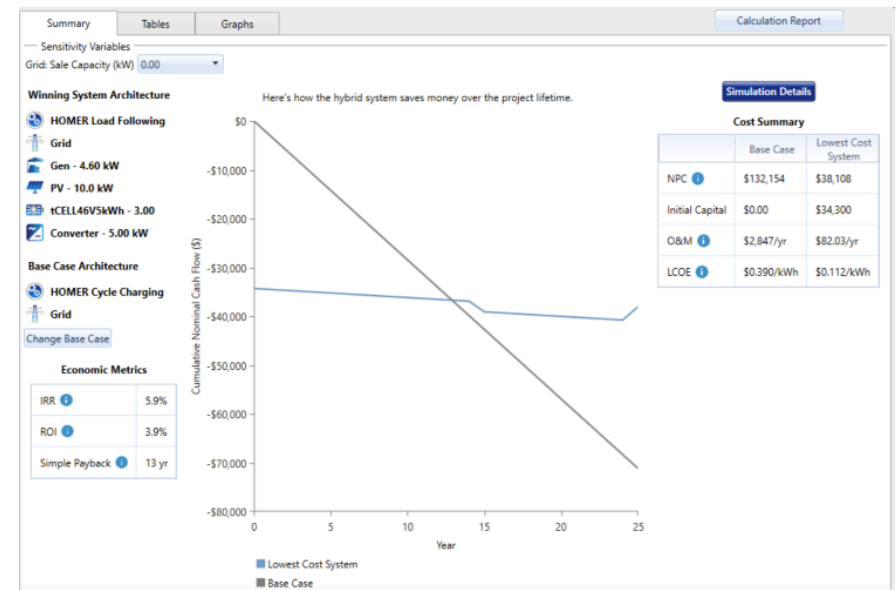 Summary
Tables
Graphs
Calculation Report
Sensitivity Variables
Grid: Sale Capacity (kW) 0.00
Winning System Architecture
HOMER Load Following
Grid
Gen - 4.60 kW
PV - 10.0 kW
tCELL46V5kWh - 3.00
Converter - 5.00 kW
Base Case Architecture
HOMER Cycle Charging
Grid
Change Base Case
Economic Metrics
IRR 5.9%
ROI 3.9%
Simple Payback 13 yr
Here's how the hybrid system saves money over the project lifetime.
Cumulative Nominal Cash Flow ($)
$0
-$10,000
-$20,000
-$30,000
-$40,000
-$50,000
-$60,000
-$70,000
-$80,000
0 5 10 15 20 25
Year
Lowest Cost System
Base Case
Simulation Details
Cost Summary
Base Case Lowest Cost
System
NPC $132,154 $38,108
Initial Capital $0.00 $34,300
O&M $2,847/yr $82.03/yr
LCOE $0.390/kWh $0.112/kWh